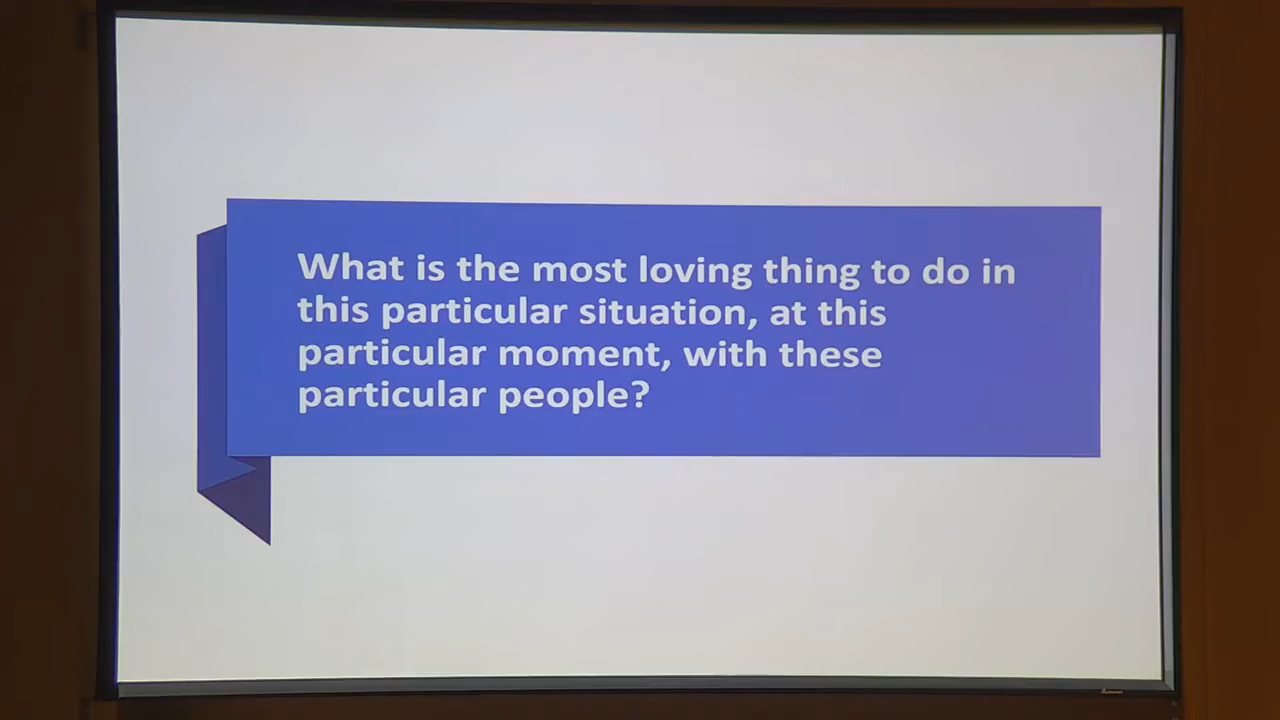 What is the most loving thing to do in
this particular situation, at this
particular moment, with these
particular people?